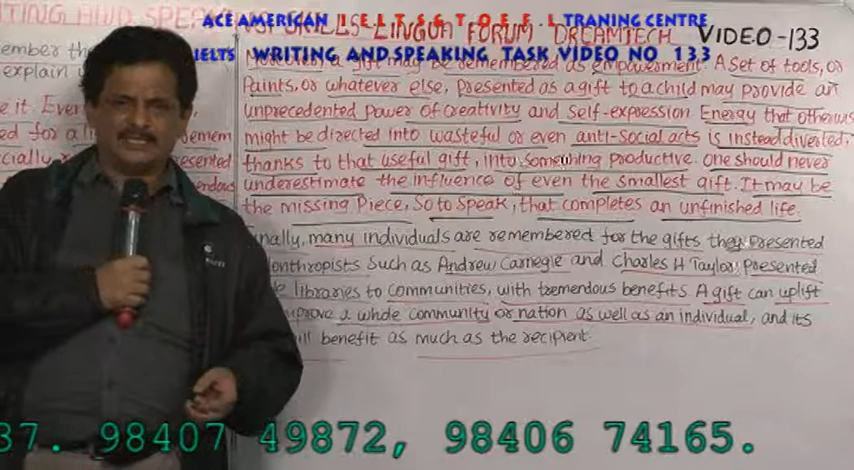 ACE AMERICAN I E L T S & T O E F L TRANING CENTRE
TING AND SPEAKING SKILLS LINGUA FORUM DREAMTECH VIDEO-133
IELTS WRITING AND SPEAKING TASK VIDEO NO 133
a gift may be remembered as empowerment. A Set of tools, or
Paints, or whatever else, presented as a gift to a child may provide an
unprecedented Power of Creativity and Self-expression Energy that otherwise
might be directed into wasteful or even anti-Social acts is instead diverted,
thanks to that useful gift, into Something productive. One should never
underestimate the influence of even the smallest gift. It may be
the missing Piece, So to Speak, that completes an unfinished life.
many individuals are remembered for the gifts they presented
Such as Andrew Carnegie and Charles H Taylor, Presented
libraries to communities, with tremendous benefits. A gift can uplift
a whole community or nation as well as an individual, and its
benefit as much as the recipient.
explain
37. 98407 49872, 98406 74165.